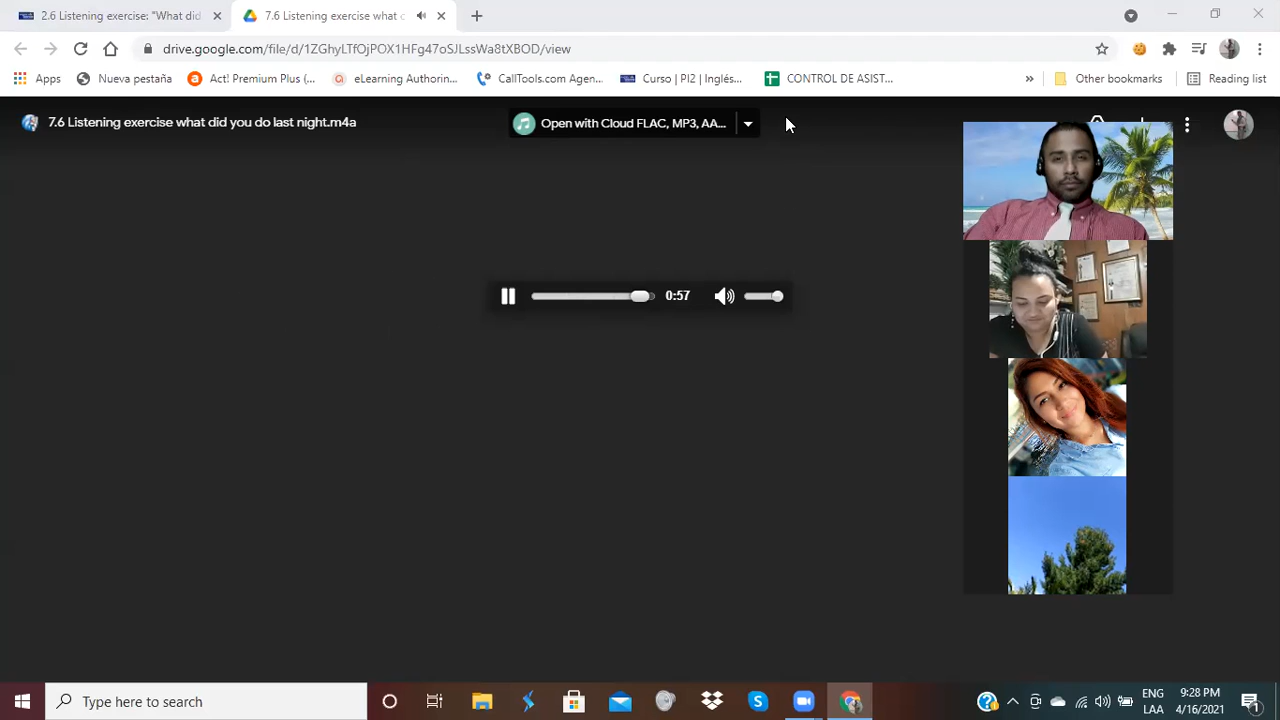 2.6 Listening exercise: "What did
7.6 Listening exercise what c
drive.google.com/file/d/1ZGhyLTfOjPOX1HFg47oSJLssWa8tXBOD/view
Apps
Nueva pestaña
Act! Premium Plus (...
eLearning Authorin...
CallTools.com Agen...
Curso | PI2 | Inglés...
CONTROL DE ASIST...
»
Other bookmarks
Reading list
7.6 Listening exercise what did you do last night.m4a
Open with Cloud FLAC, MP3, AA...
0:57
Type here to search
ENG
LAA
9:28 PM
4/16/2021
1